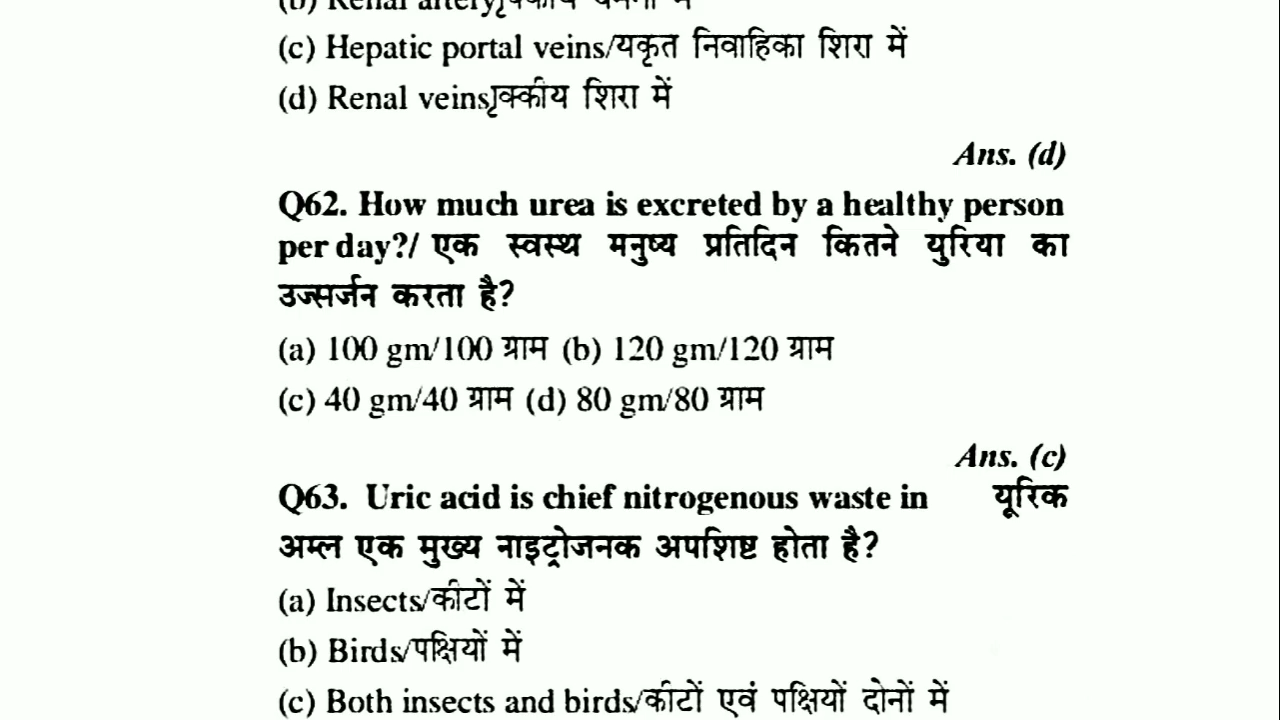 (b) Renal artery/वृक्कीय धमनी में
(c) Hepatic portal veins/यकृत निवाहिका शिरा में
(d) Renal veins/वृक्कीय शिरा में
Ans. (d)
Q62. How much urea is excreted by a healthy person
per day?/ एक स्वस्थ मनुष्य प्रतिदिन कितने युरिया का
उज्सर्जन करता है?
(a) 100 gm/100 ग्राम (b) 120 gm/120 ग्राम
(c) 40 gm/40 ग्राम (d) 80 gm/80 ग्राम
Ans. (c)
Q63. Uric acid is chief nitrogenous waste in यूरिक
अम्ल एक मुख्य नाइट्रोजनक अपशिष्ट होता है?
(a) Insects/कीटों में
(b) Birds/पक्षियों में
(c) Both insects and birds/कीटों एवं पक्षियों दोनों में